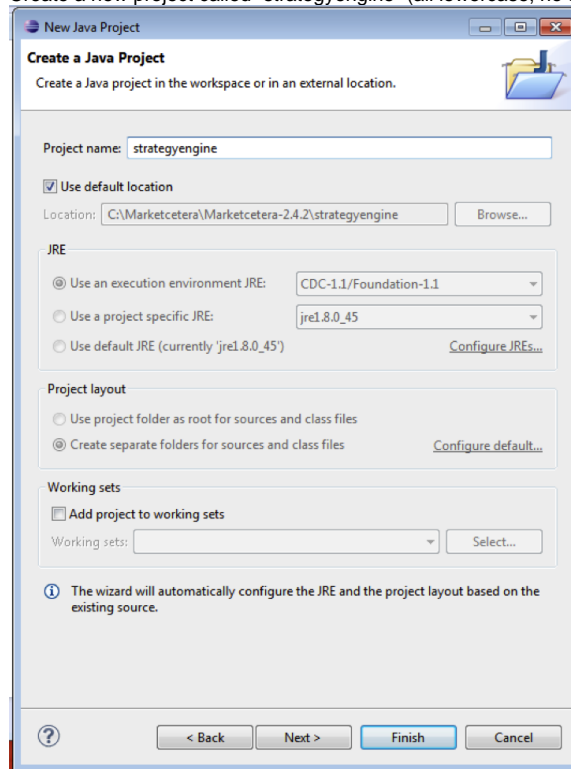 New Java Project
Create a Java Project
Create a Java project in the workspace or in an external location.
Project name: strategyengine
Use default location
Location: C:\Marketcetera\Marketcetera-2.4.2\strategyengine Browse...
JRE
Use an execution environment JRE: CDC-1.1/Foundation-1.1
Use a project specific JRE: jre1.8.0_45
Use default JRE (currently 'jre1.8.0_45') Configure JREs...
Project layout
Use project folder as root for sources and class files
Create separate folders for sources and class files Configure default...
Working sets
Add project to working sets
Working sets: Select...
The wizard will automatically configure the JRE and the project layout based on the
existing source.
< Back Next > Finish Cancel